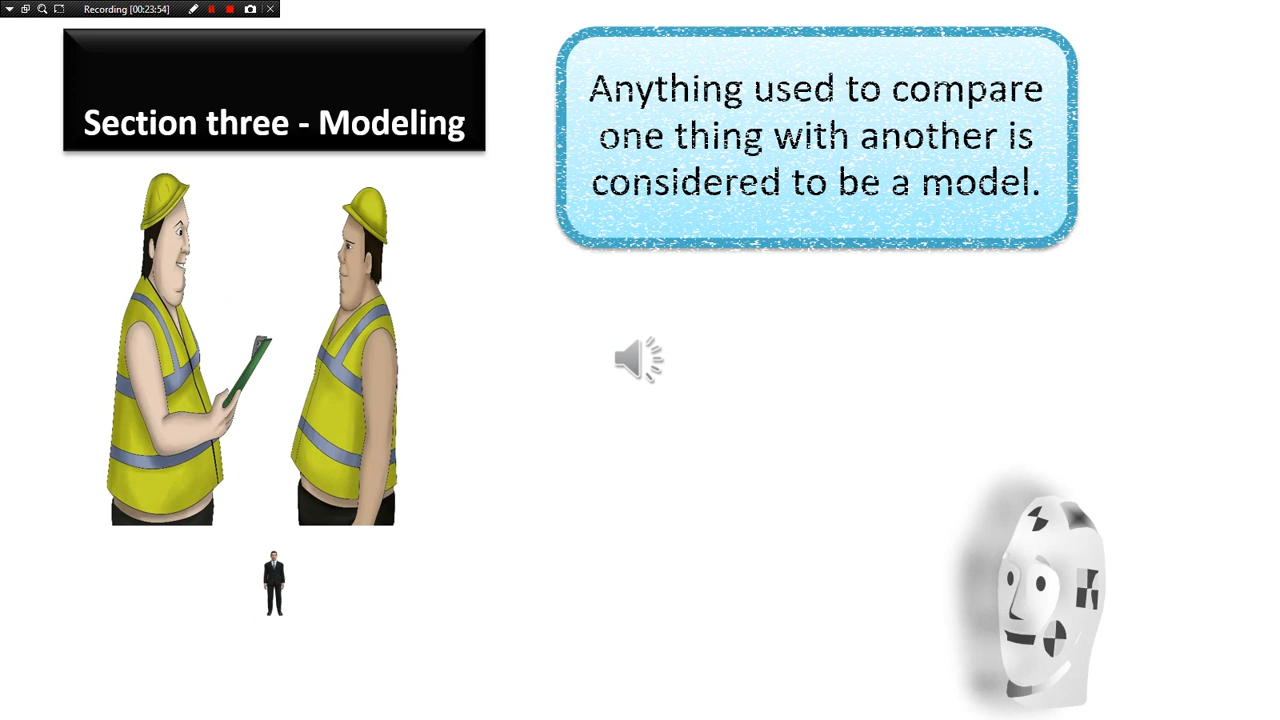 Recording [00:23:54]
Section three - Modeling
Anything used to compare
one thing with another is
considered to be a model.